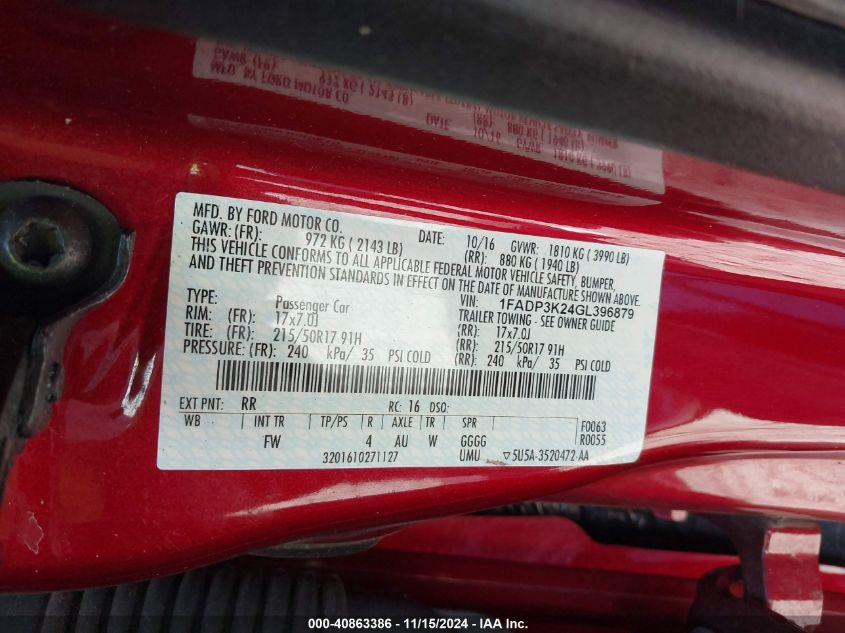 MFD. BY FORD MOTOR CO.
DATE: 10/16 GVWR: 1810 KG ( 3990 LB)
GAWR: (FR): 972 KG ( 2143 LB) (RR): 880 KG ( 1940 LB)
THIS VEHICLE CONFORMS TO ALL APPLICABLE FEDERAL MOTOR VEHICLE SAFETY, BUMPER,
AND THEFT PREVENTION STANDARDS IN EFFECT ON THE DATE OF MANUFACTURE SHOWN ABOVE.
VIN: 1FADP3K24GL396879
TYPE: Passenger Car TRAILER TOWING - SEE OWNER GUIDE
RIM: (FR): 17x7.0J (RR): 17x7.0J
TIRE: (FR): 215/50R17 91H (RR): 215/50R17 91H
PRESSURE: (FR): 240 kPa/ 35 PSI COLD (RR): 240 kPa/ 35 PSI COLD
EXT PNT: RR RC: 16 DSO:
WB INT TR TP/PS R AXLE TR SPR F0063
FW 4 AU W GGGG R0055
3201610271127 UMU ▽5U5A-3520472-AA
000-40863386 - 11/15/2024 - IAA Inc.